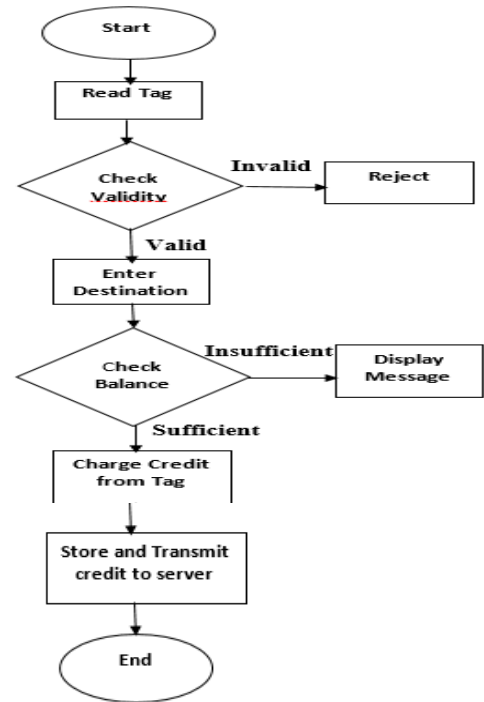 Start
Read Tag
Check
Validity
Invalid
Reject
Valid
Enter
Destination
Check
Balance
Insufficient
Display
Message
Sufficient
Charge Credit
from Tag
Store and Transmit
credit to server
End